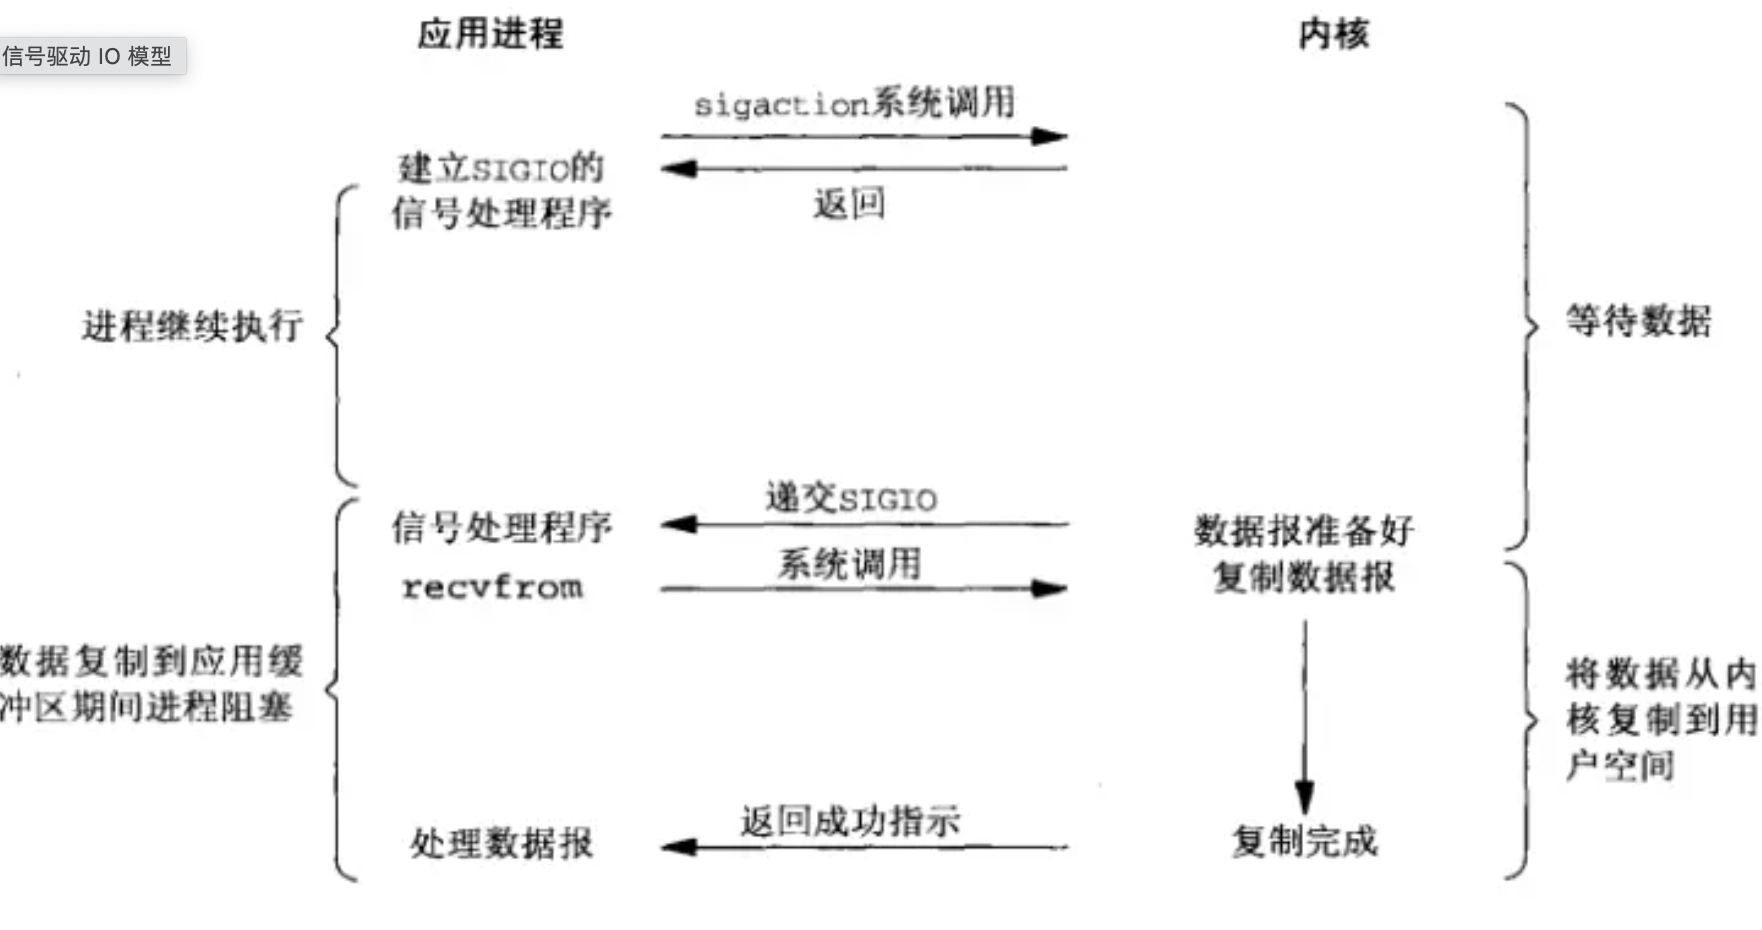 应用进程
内核
信号驱动 IO 模型
sigaction系统调用
建立SIGIO的
信号处理程序
返回
进程继续执行
等待数据
递交SIGIO
信号处理程序
数据报准备好
系统调用
recvfrom
复制数据报
数据复制到应用缓
冲区期间进程阻塞
将数据从内
核复制到用
户空间
返回成功指示
处理数据报
复制完成